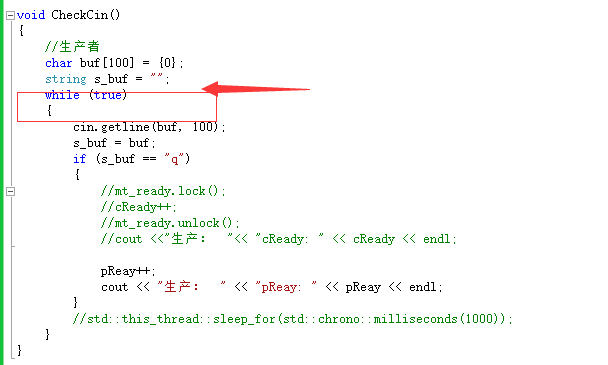 void CheckCin()
{
//生产者
char buf[100] = {0};
string s_buf = "";
while (true)
{
cin.getline(buf, 100);
s_buf = buf;
if (s_buf == "q")
{
//mt_ready.lock();
//cReady++;
//mt_ready.unlock();
//cout <<"生产:  "<< "cReady: " << cReady << endl;
pReay++;
cout << "生产:  " << "pReay: " << pReay << endl;
}
//std::this_thread::sleep_for(std::chrono::milliseconds(1000));
}
}